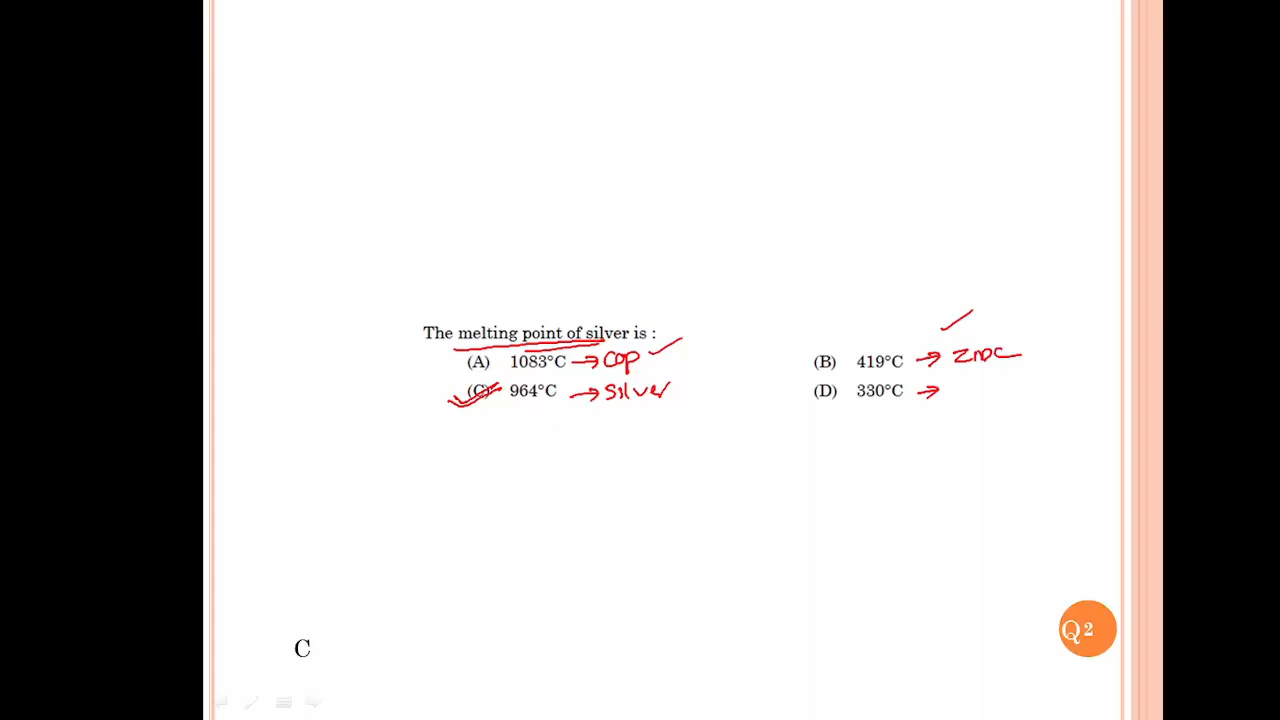 The melting point of silver is :
(A) 1083°C → cop (B) 419°C → zinc
(C) 964°C → silver (D) 330°C →
C
Q2